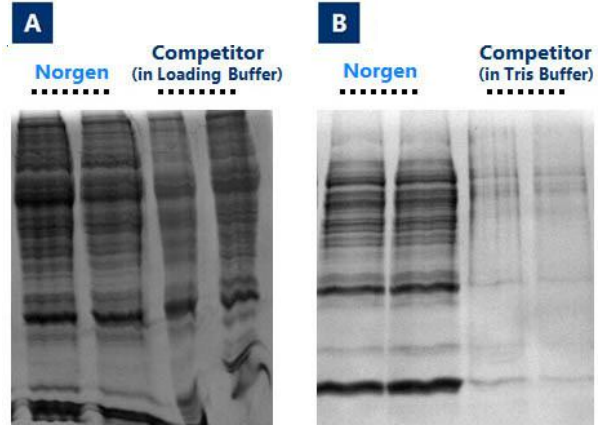 A
Norgen
Competitor
(in Loading Buffer)
B
Norgen
Competitor
(in Tris Buffer)